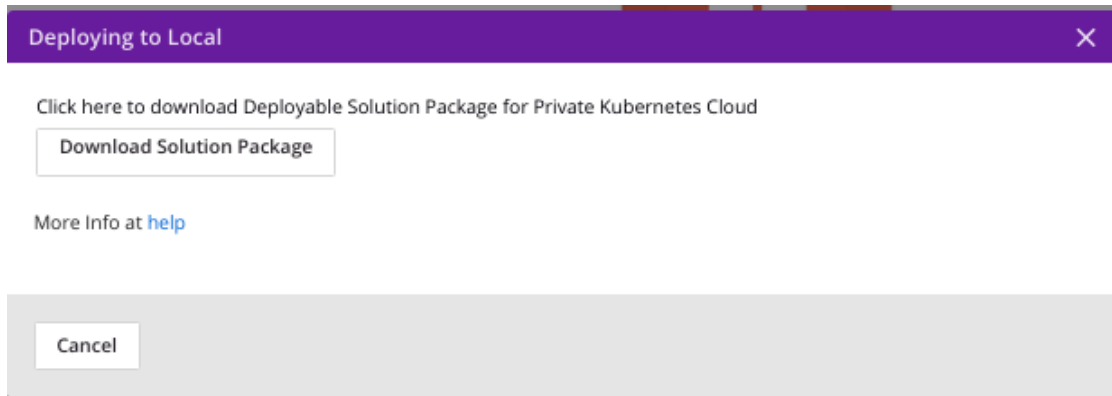 Deploying to Local
Click here to download Deployable Solution Package for Private Kubernetes Cloud
Download Solution Package
More Info at help
Cancel